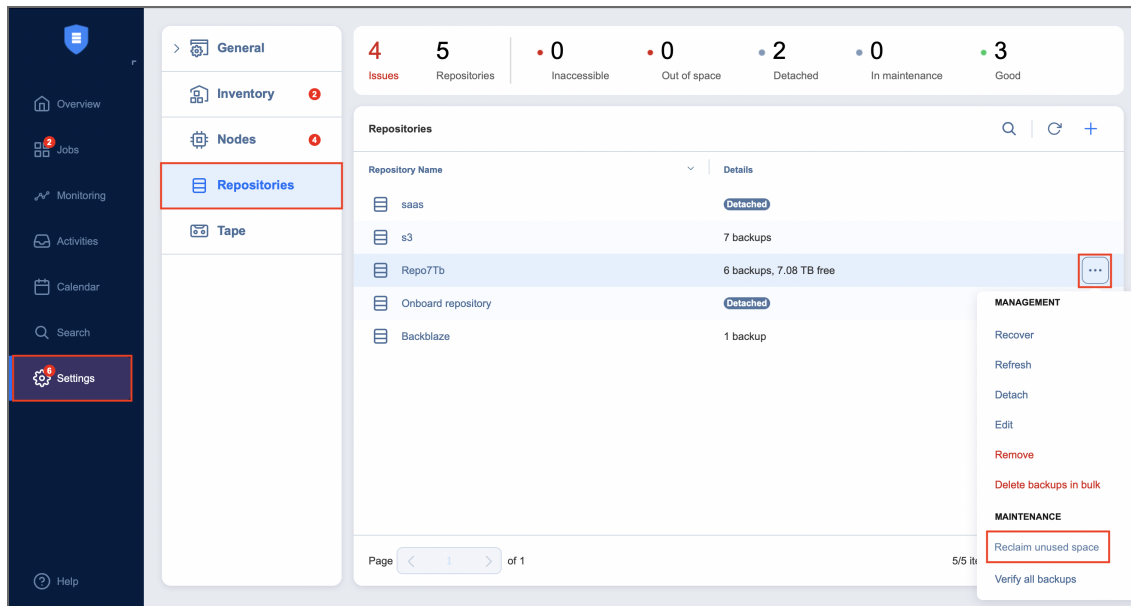 Overview
2
Jobs
Monitoring
Activities
Calendar
Search
6
Settings
Help
General
Inventory 2
Nodes 4
Repositories
Tape
4 5 0 0 2 0 3
Issues Repositories Inaccessible Out of space Detached In maintenance Good
Repositories
Repository Name Details
saas Detached
s3 7 backups
Repo7Tb 6 backups, 7.08 TB free
Onboard repository Detached
Backblaze 1 backup
Page 1 of 1
5/5 ite
MANAGEMENT
Recover
Refresh
Detach
Edit
Remove
Delete backups in bulk
MAINTENANCE
Reclaim unused space
Verify all backups